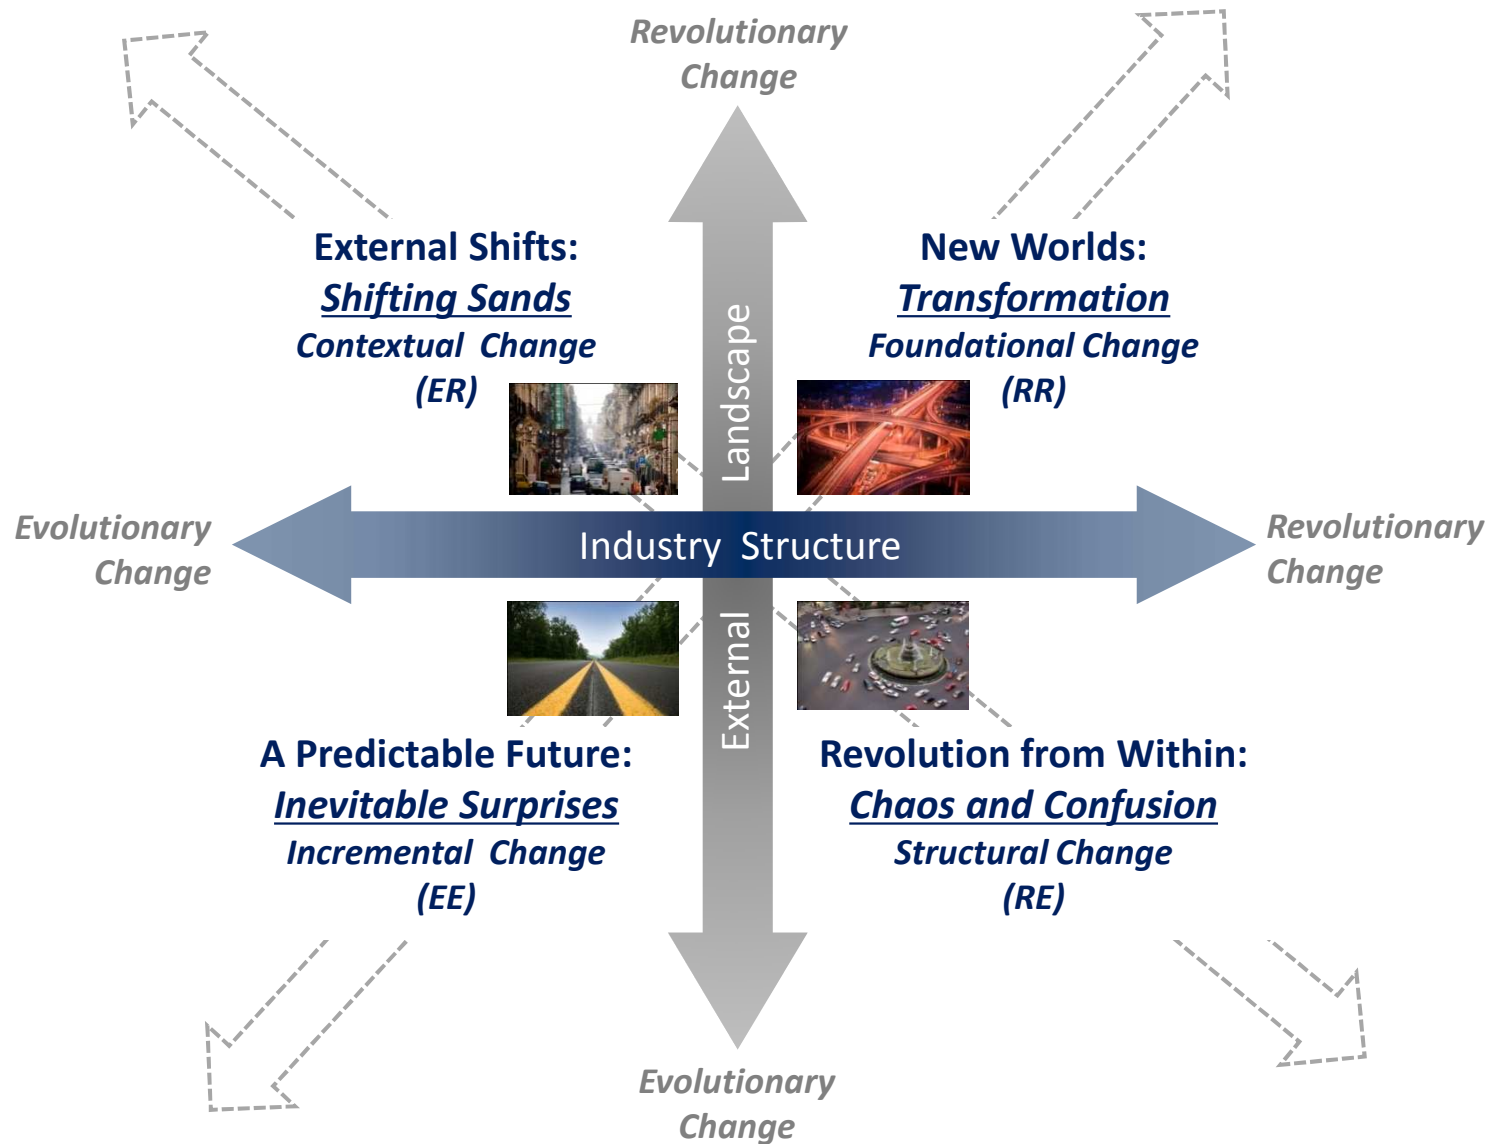 Revolutionary
Change
External Shifts:
Shifting Sands
Contextual Change
(ER)
New Worlds:
Transformation
Foundational Change
(RR)
Landscape
Evolutionary
Change
Industry Structure
Revolutionary
Change
External
A Predictable Future:
Inevitable Surprises
Incremental Change
(EE)
Revolution from Within:
Chaos and Confusion
Structural Change
(RE)
Evolutionary
Change